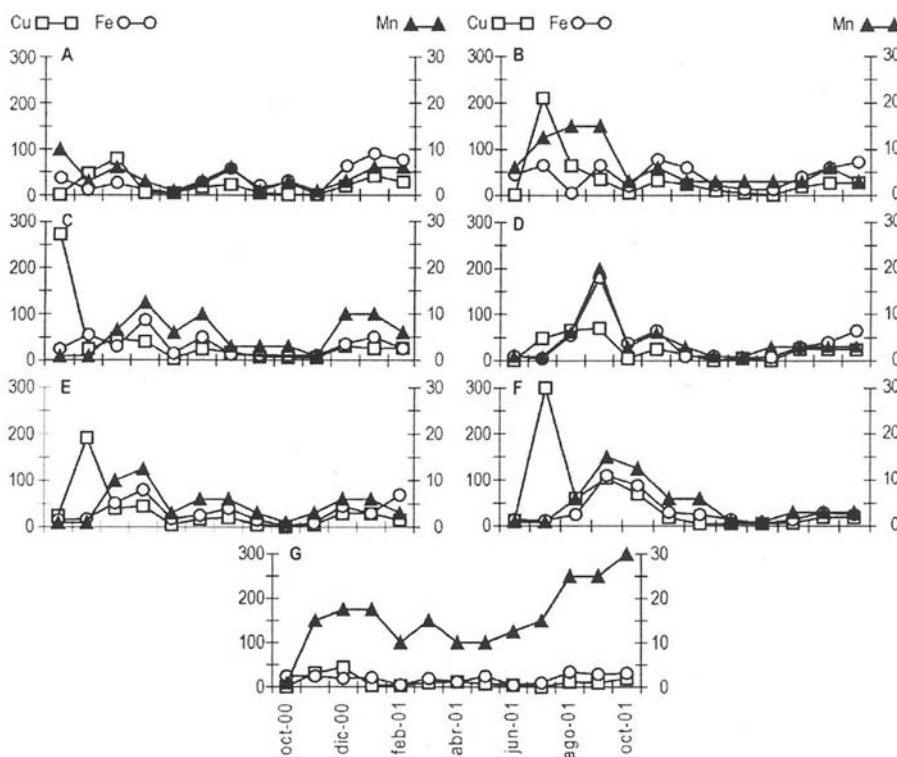 Cu Fe Mn Cu Fe Mn
A B
300 30 300 30
200 20 200 20
100 10 100 10
0 0 0 0
C D
300 30 300 30
200 20 200 20
100 10 100 10
0 0 0 0
E F
300 30 300 30
200 20 200 20
100 10 100 10
0 0 0 0
G
300 30
200 20
100 10
0 0
oct-00 dic-00 feb-01 abr-01 jun-01 ago-01 oct-01